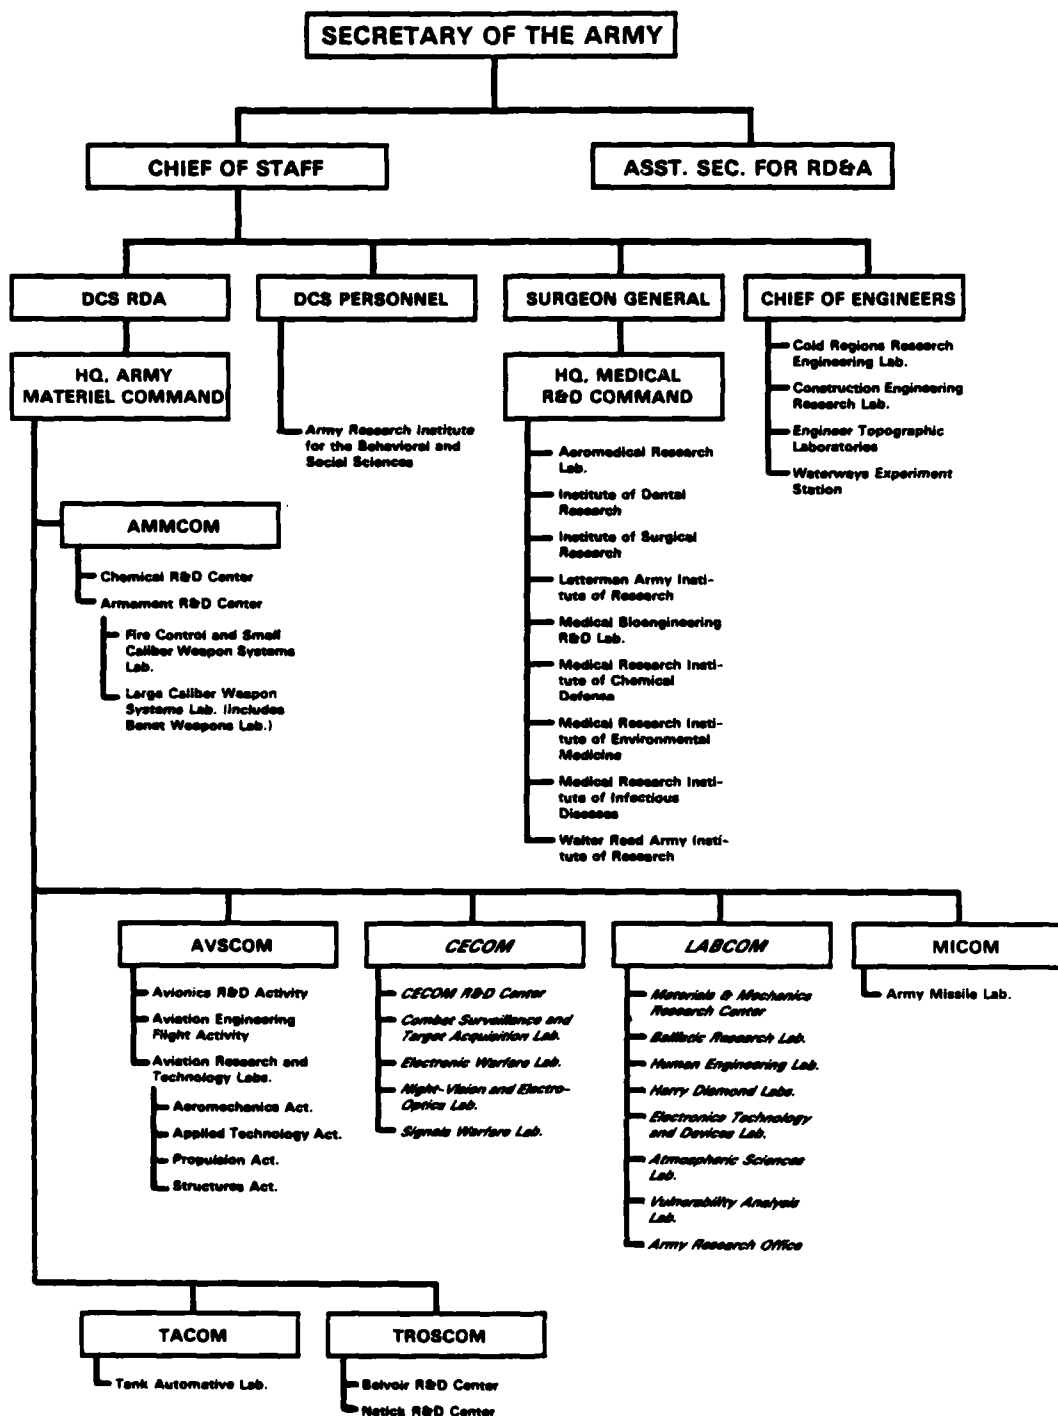 SECRETARY OF THE ARMY
CHIEF OF STAFF
ASST. SEC. FOR RD&A
DCS RDA
DCS PERSONNEL
SURGEON GENERAL
CHIEF OF ENGINEERS
HQ, ARMY
MATERIEL COMMAND
Army Research Institute
for the Behavioral and
Social Sciences
HQ, MEDICAL
R&D COMMAND
Cold Regions Research
Engineering Lab.
Construction Engineering
Research Lab.
Engineer Topographic
Laboratories
Waterways Experiment
Station
Aeromedical Research
Lab.
Institute of Dental
Research
Institute of Surgical
Research
Letterman Army Insti-
tute of Research
Medical Bioengineering
R&D Lab.
Medical Research Insti-
tute of Chemical
Defense
Medical Research Insti-
tute of Environmental
Medicine
Medical Research Insti-
tute of Infectious
Diseases
Walter Reed Army Insti-
tute of Research
AMMCOM
Chemical R&D Center
Armament R&D Center
Fire Control and Small
Caliber Weapon Systems
Lab.
Large Caliber Weapon
Systems Lab. (includes
Benet Weapons Lab.)
AVSCOM
Avionics R&D Activity
Aviation Engineering
Flight Activity
Aviation Research and
Technology Labs.
Aeromechanics Act.
Applied Technology Act.
Propulsion Act.
Structures Act.
CECOM
CECOM R&D Center
Combat Surveillance and
Target Acquisition Lab.
Electronic Warfare Lab.
Night-Vision and Electro-
Optics Lab.
Signals Warfare Lab.
LABCOM
Materials & Mechanics
Research Center
Ballistic Research Lab.
Human Engineering Lab.
Harry Diamond Labs.
Electronics Technology
and Devices Lab.
Atmospheric Sciences
Lab.
Vulnerability Analysis
Lab.
Army Research Office
MICOM
Army Missile Lab.
TACOM
Tank Automative Lab.
TROSCOM
Belvoir R&D Center
Natick R&D Center